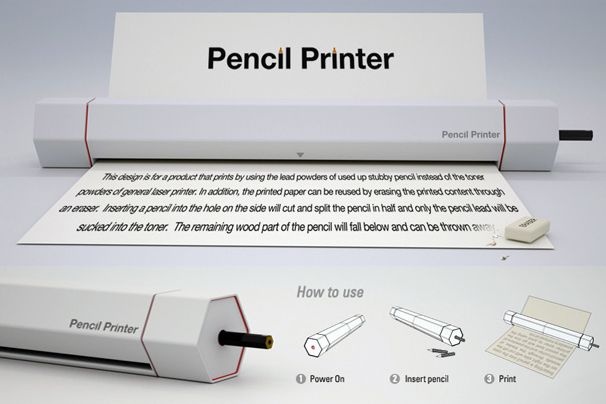 Pencil Printer
Pencil Printer
This design is for a product that prints by using the lead powders of used up stubby pencil instead of the toner
powders of general laser printer. In addition, the printed paper can be reused by erasing the printed content through
an eraser. Inserting a pencil into the hole on the side will cut and split the pencil in half and only the pencil lead will be
sucked into the toner. The remaining wood part of the pencil will fall below and can be thrown away.
Pencil Printer
How to use
1 Power On
2 Insert pencil
3 Print